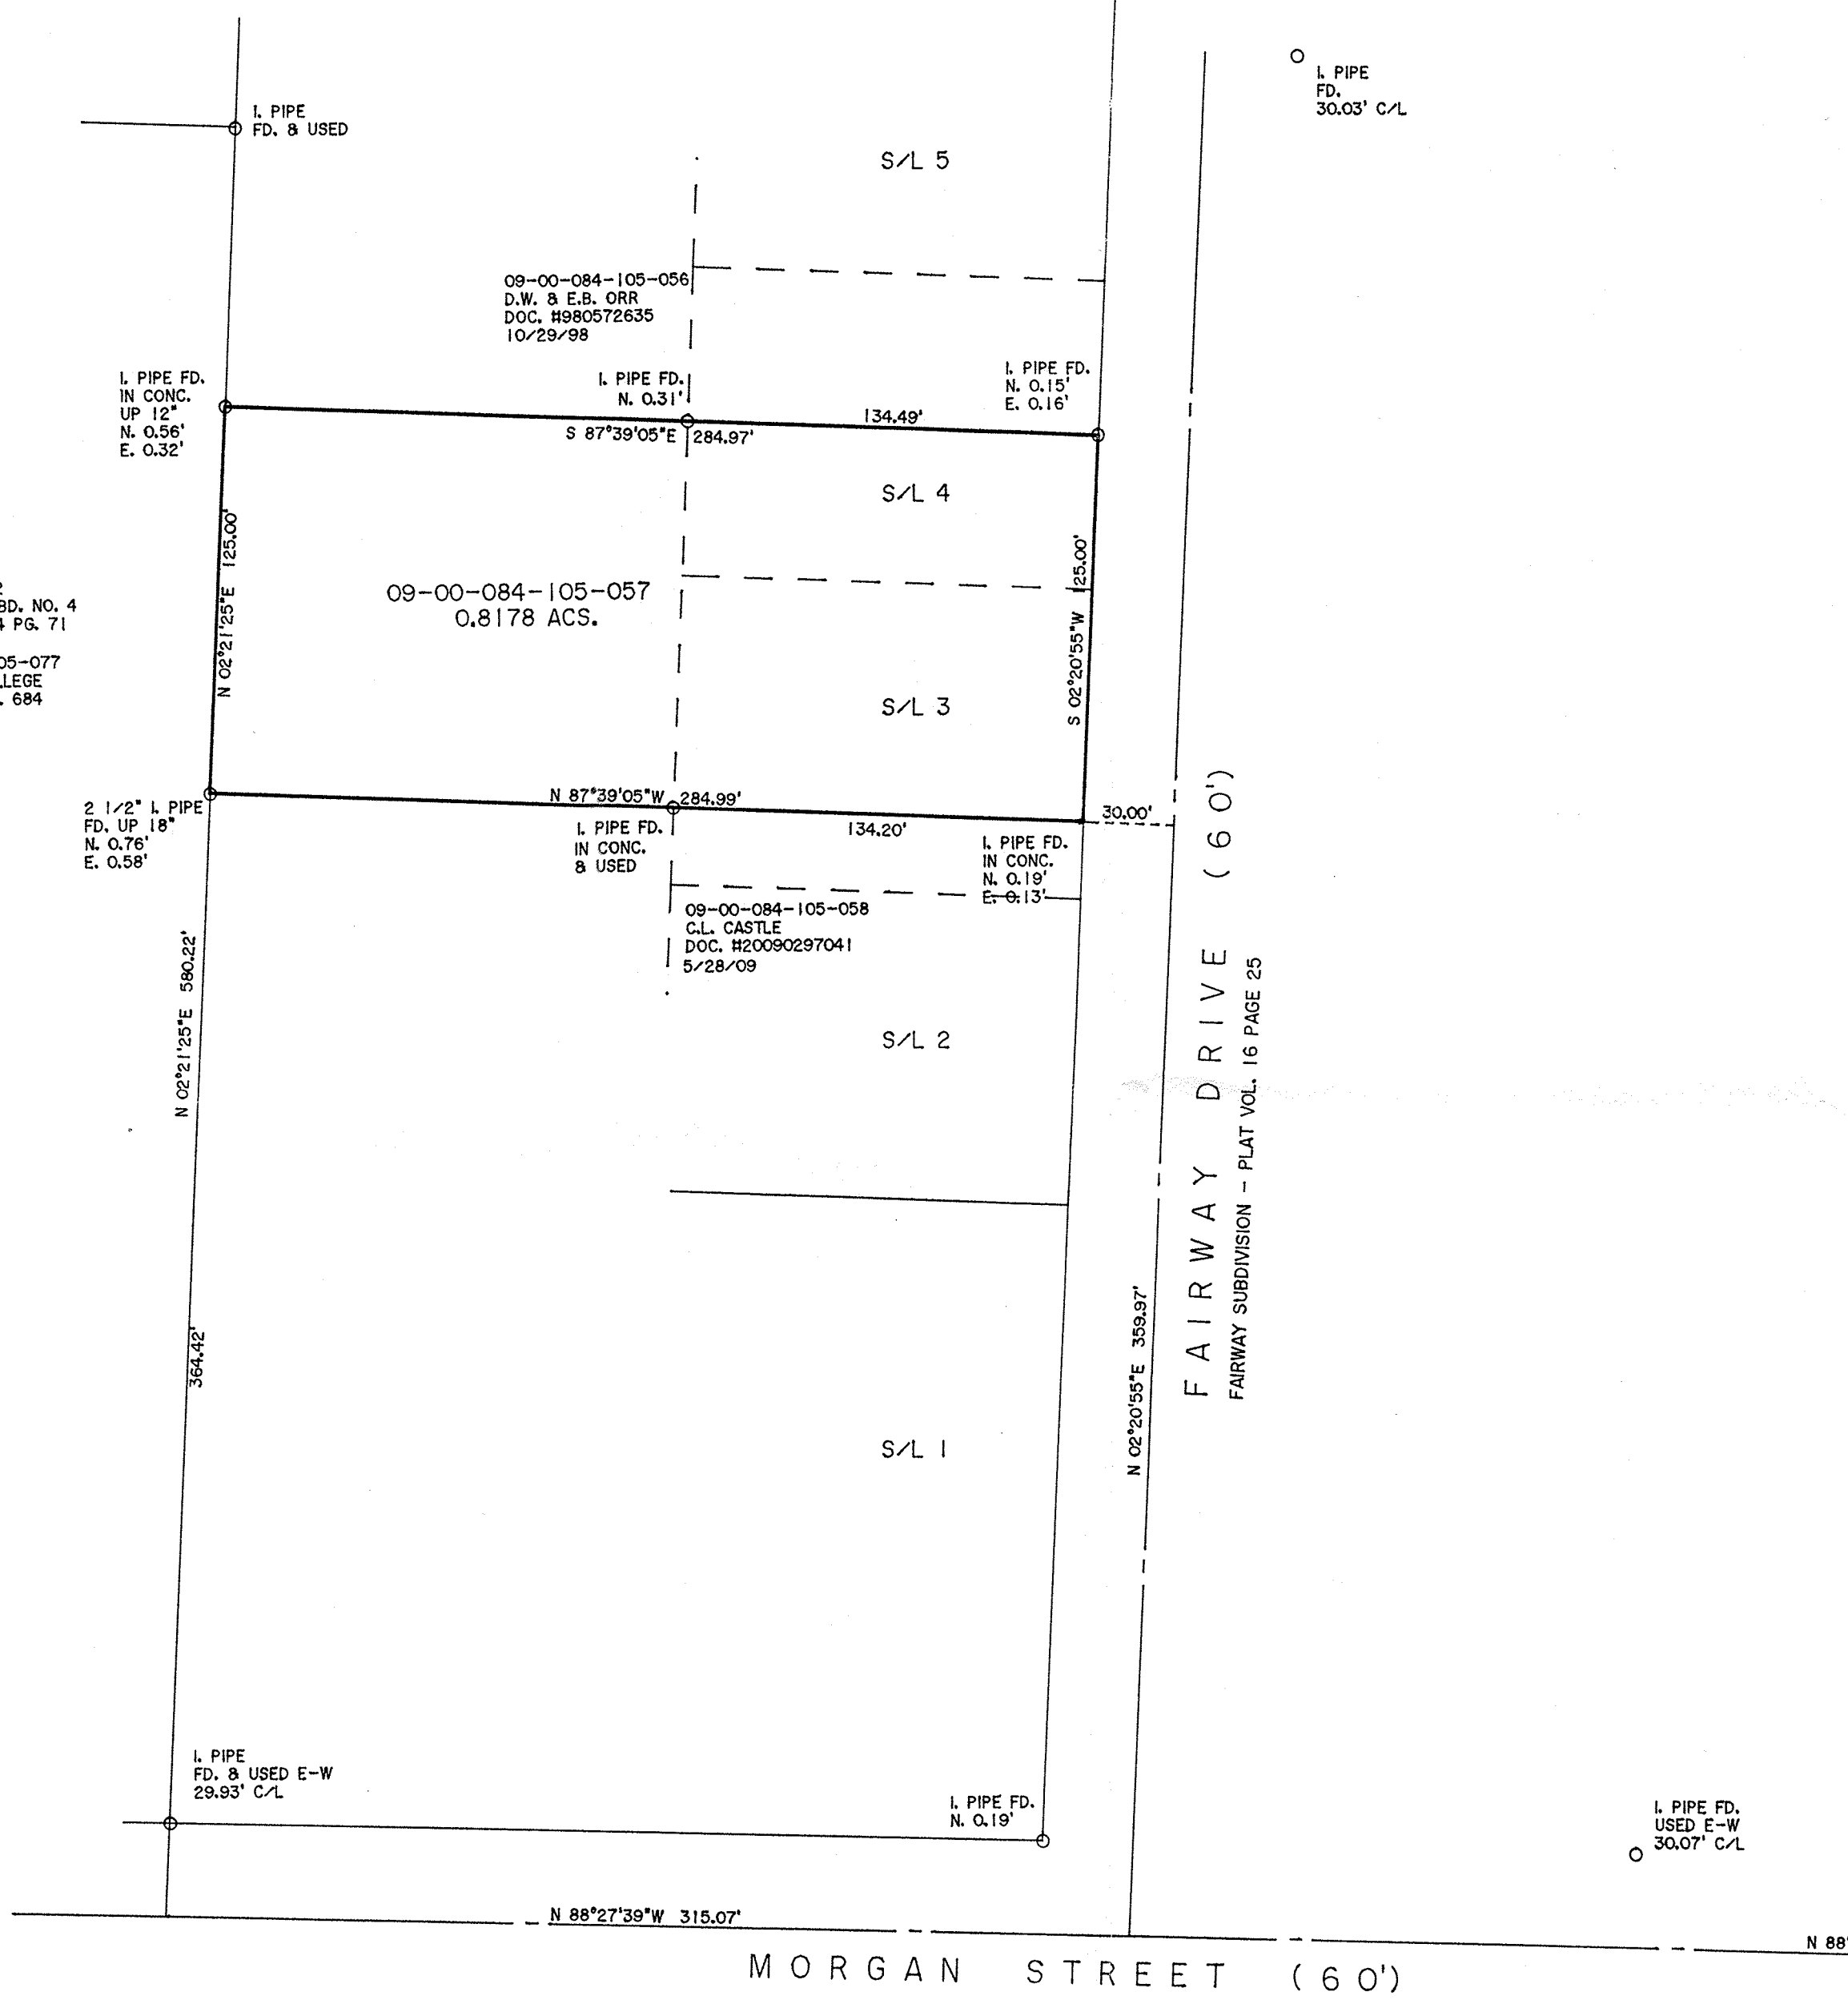 I. PIPE
FD.
30.03' C/L
I. PIPE
FD. & USED
S/L 5
09-00-084-105-056
D.W. & E.B. ORR
DOC. #980572635
10/29/98
I. PIPE FD.
IN CONC.
UP 12"
N. 0.56'
E. 0.32'
I. PIPE FD.
N. 0.31'
I. PIPE FD.
N. 0.15'
E. 0.16'
134.49'
S 87°39'05"E 284.97'
S/L 4
N 02°21'25"E 125.00'
09-00-084-105-057
0.8178 ACS.
S 02°20'55"W 125.00'
BD. NO. 4
PG. 71
05-077
LLEGE
. 684
S/L 3
N 87°39'05"W 284.99'
134.20'
30.00'
2 1/2" I. PIPE
FD. UP 18"
N. 0.76'
E. 0.58'
I. PIPE FD.
IN CONC.
& USED
I. PIPE FD.
IN CONC.
N. 0.19'
E. 0.13'
09-00-084-105-058
C.L. CASTLE
DOC. #20090297041
5/28/09
N 02°21'25"E 580.22'
S/L 2
FAIRWAY DRIVE (60')
FAIRWAY SUBDIVISION - PLAT VOL. 16 PAGE 25
364.42'
N 02°20'55"E 359.97'
S/L 1
I. PIPE
FD. & USED E-W
29.93' C/L
I. PIPE FD.
N. 0.19'
I. PIPE FD.
USED E-W
30.07' C/L
N 88°27'39"W 315.07'
N 88°
MORGAN STREET (60')